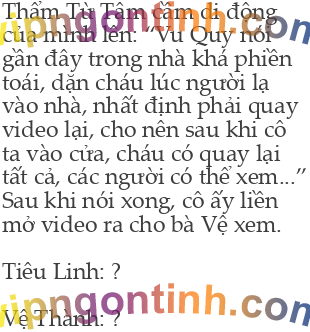 Thẩm Từ Tâm cầm di động
của mình lên: “Vu Quy nói
gần đây trong nhà khá phiền
toái, dặn cháu lúc người lạ
vào nhà, nhất định phải quay
video lại, cho nên sau khi cô
ta vào cửa, cháu có quay lại
tất cả, các người có thể xem...”
Sau khi nói xong, cô ấy liền
mở video ra cho bà Vệ xem.
Tiêu Linh: ?
vipngontinh.com
Vệ Thành: ?